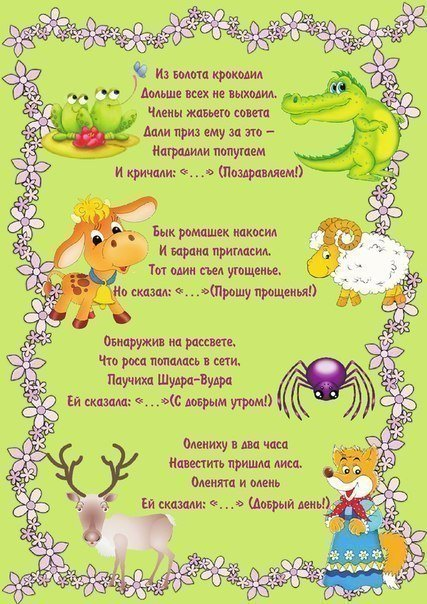 Из болота крокодил
Дольше всех не выходил.
Члены жабьего совета
Дали приз ему за это –
Наградили попугаем
И кричали: «...» (Поздравляем!)
Бык ромашек накосил
И барана пригласил.
Тот один съел угощенье,
Но сказал: «...»(Прошу прощенья!)
Обнаружив на рассвете,
Что роса попалась в сети,
Паучиха Шудра-Вудра
Ей сказала: «...»(С добрым утром!)
Олениху в два часа
Навестить пришла лиса.
Оленята и олень
Ей сказали: «...» (Добрый день!)